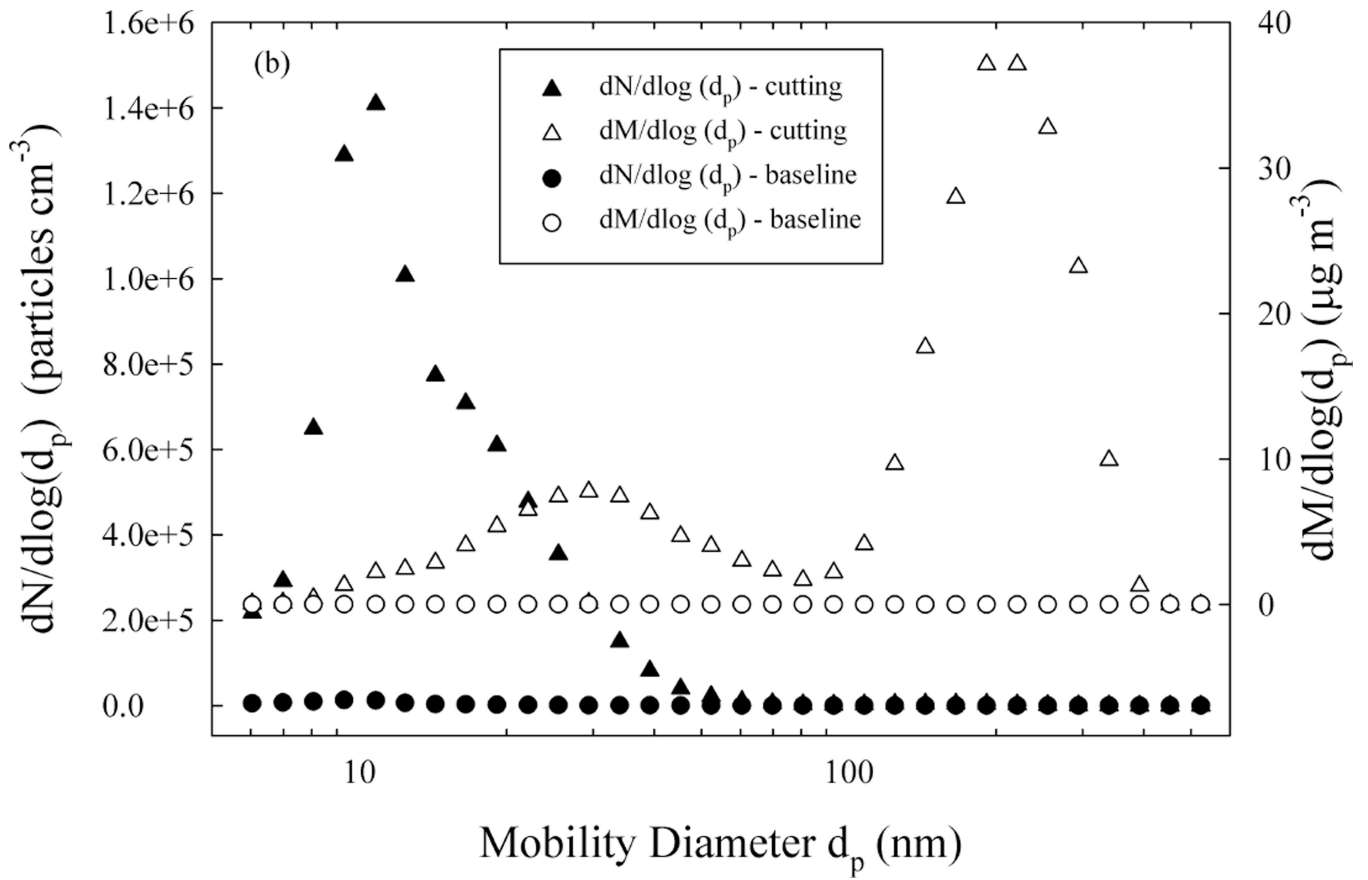 (b)
dN/dlog (dp) - cutting
dM/dlog (dp) - cutting
dN/dlog (dp) - baseline
dM/dlog (dp) - baseline
dN/dlog(dp) (particles cm-3)
1.6e+6
1.4e+6
1.2e+6
1.0e+6
8.0e+5
6.0e+5
4.0e+5
2.0e+5
0.0
40
30
20
10
0
dM/dlog(dp) (μg m-3)
10
100
Mobility Diameter dp (nm)